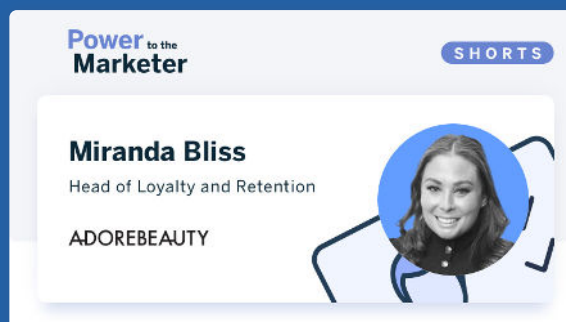 Power to the
Marketer
SHORTS
Miranda Bliss
Head of Loyalty and Retention
ADOREBEAUTY